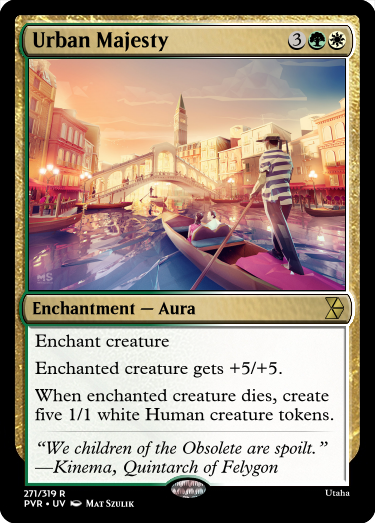 Urban Majesty 3
MS
Enchantment — Aura
Enchant creature
Enchanted creature gets +5/+5.
When enchanted creature dies, create
five 1/1 white Human creature tokens.
“We children of the Obsolete are spoilt.”
—Kinema, Quintarch of Felygon
271/319 R
Utaha
PVR • UV Mat Szulik